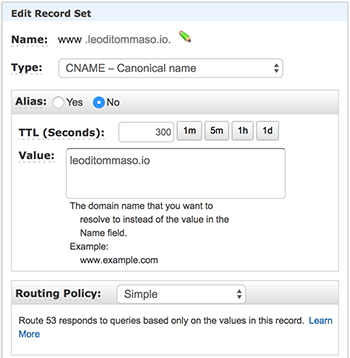 Edit Record Set
Name: www .leoditommaso.io.
Type: CNAME – Canonical name
Alias: Yes No
TTL (Seconds): 300 1m 5m 1h 1d
Value: leoditommaso.io
The domain name that you want to
resolve to instead of the value in the
Name field.
Example:
www.example.com
Routing Policy: Simple
Route 53 responds to queries based only on the values in this record. Learn
More